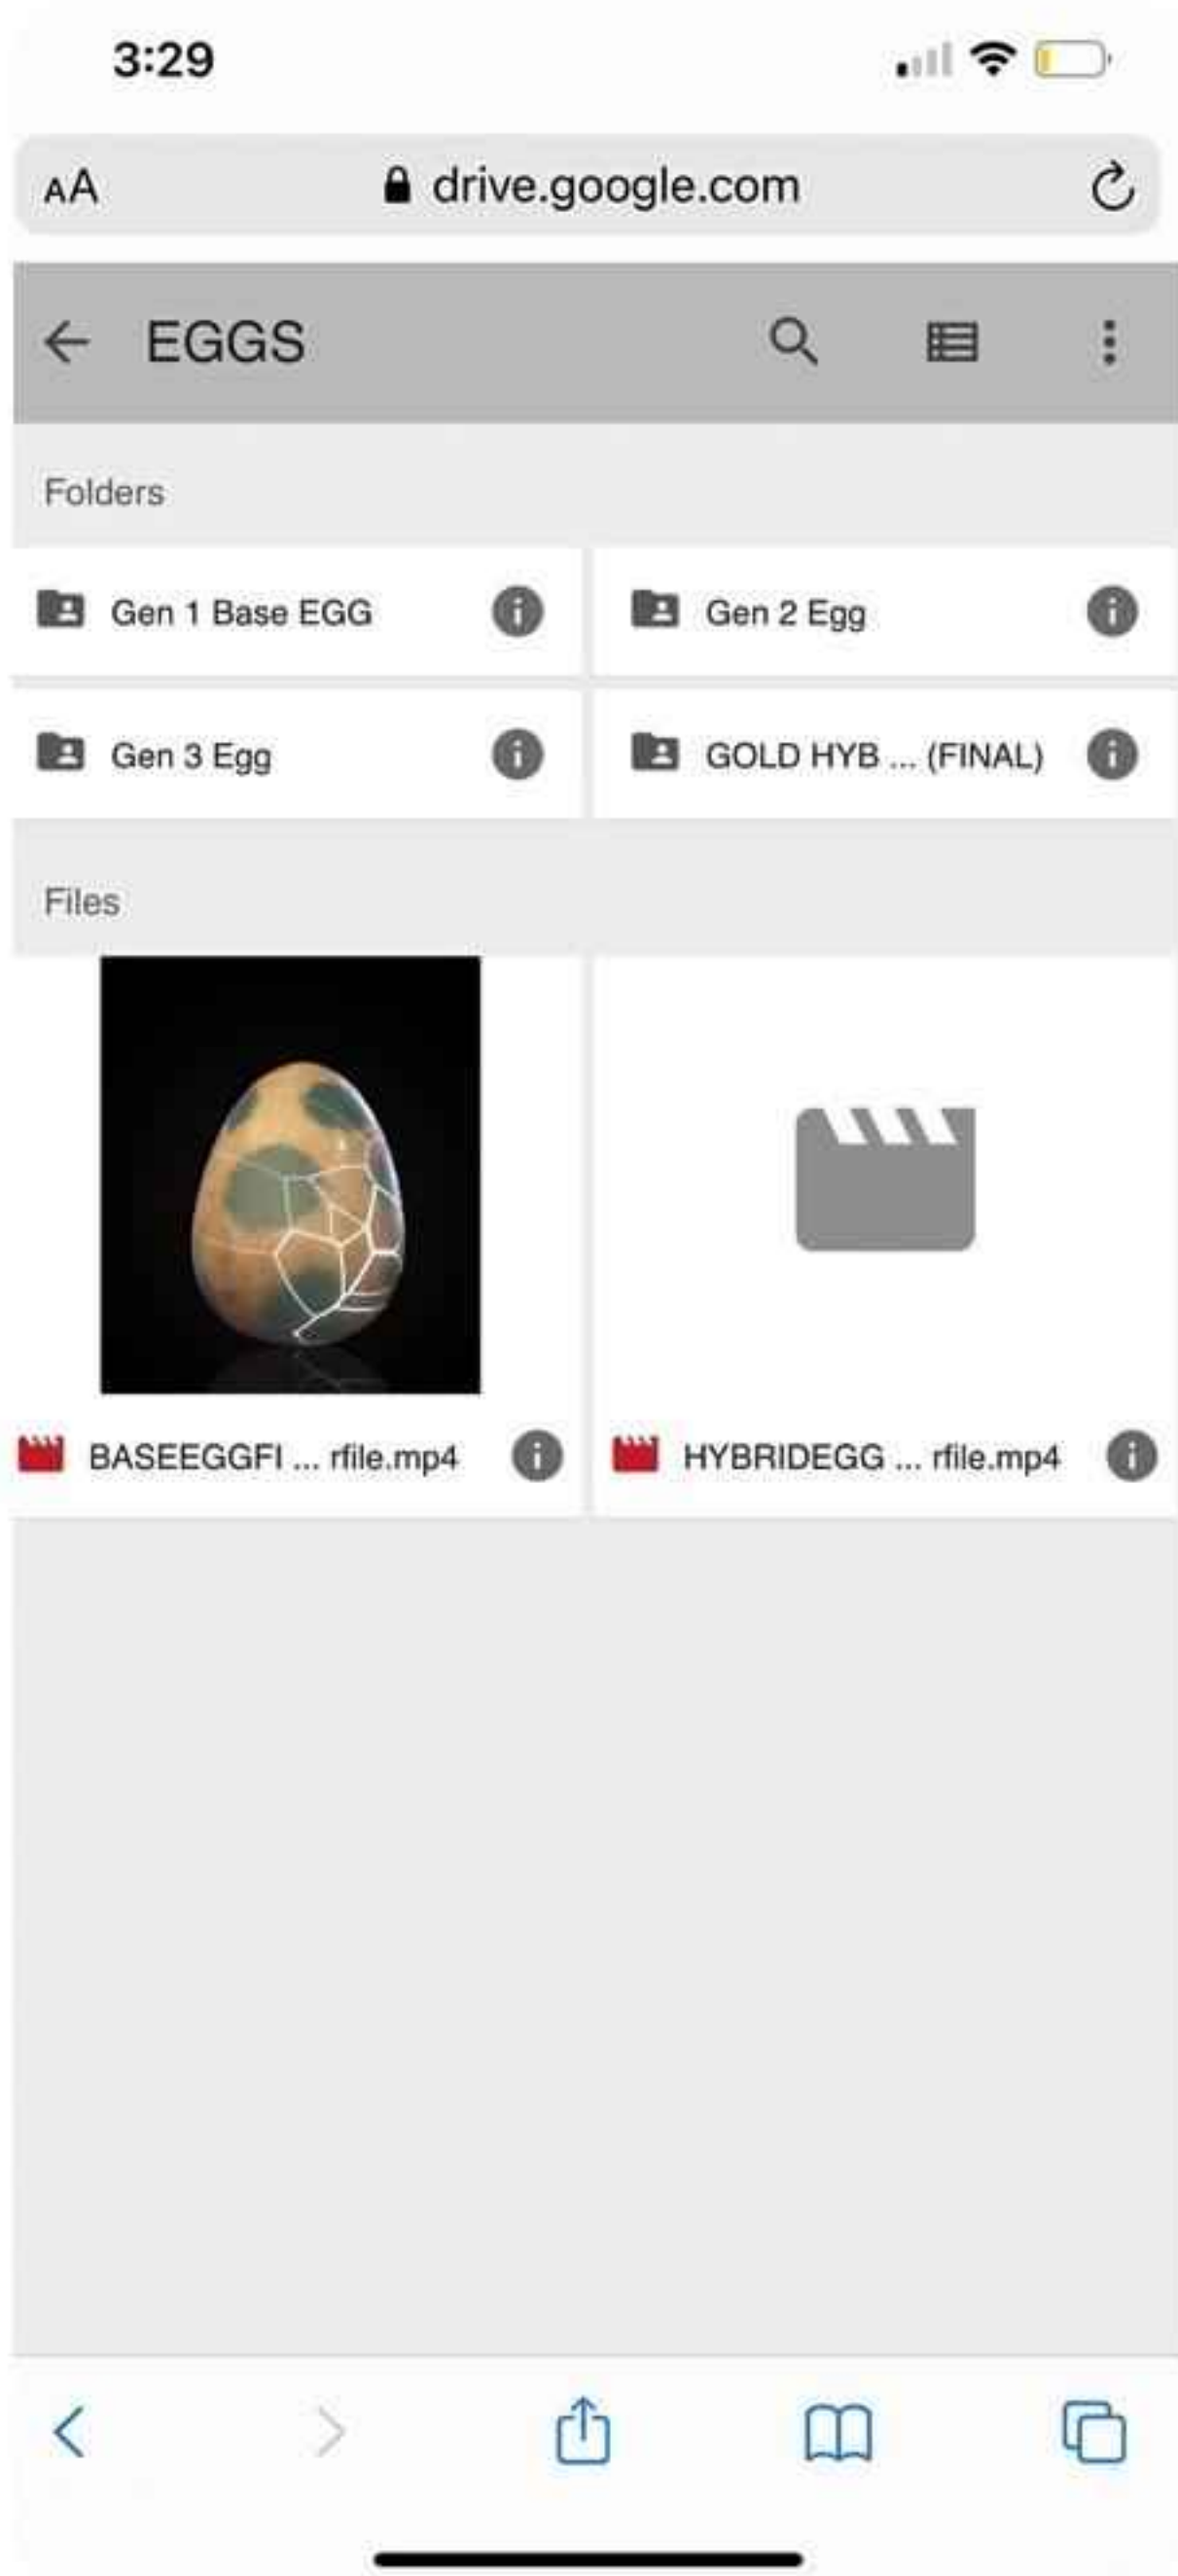 3:29
AA drive.google.com
EGGS
Folders
Gen 1 Base EGG
Gen 2 Egg
Gen 3 Egg
GOLD HYB ... (FINAL)
Files
BASEEGGFI ... rfile.mp4
HYBRIDEGG ... rfile.mp4